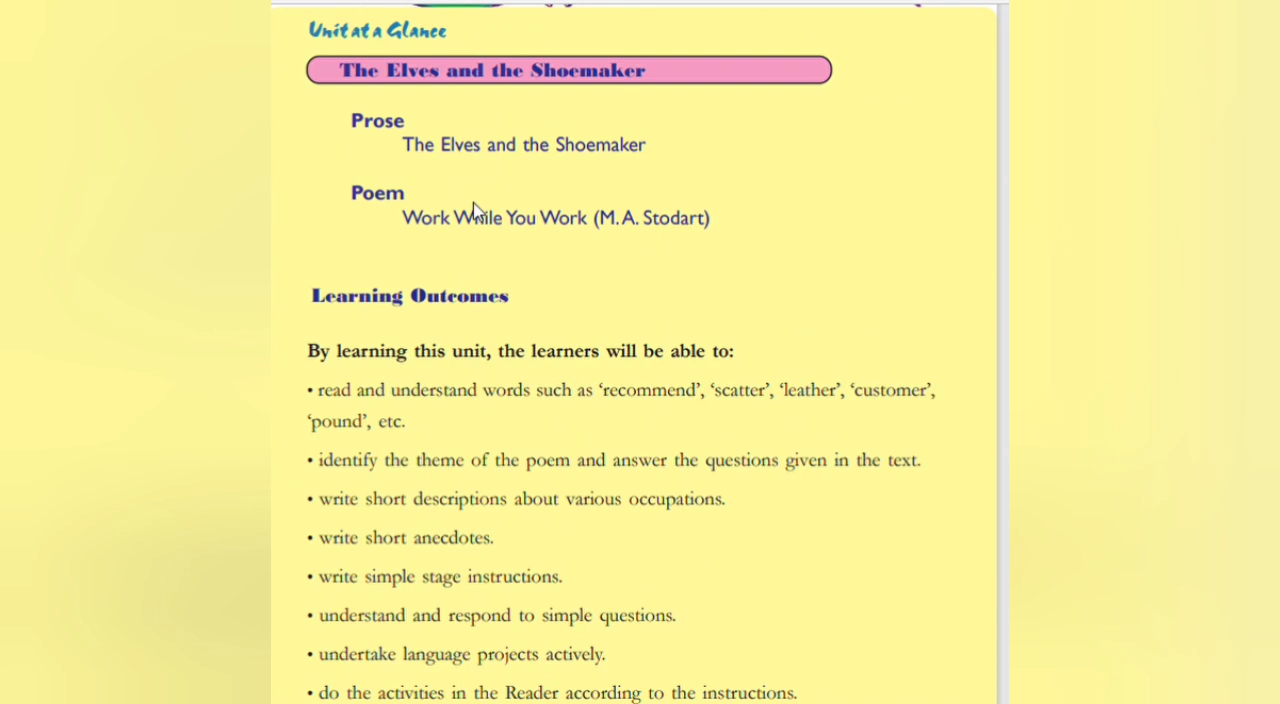 Unit at a Glance
The Elves and the Shoemaker
Prose
The Elves and the Shoemaker
Poem
Work While You Work (M. A. Stodart)
Learning Outcomes
By learning this unit, the learners will be able to:
• read and understand words such as ‘recommend’, ‘scatter’, ‘leather’, ‘customer’,
‘pound’, etc.
• identify the theme of the poem and answer the questions given in the text.
• write short descriptions about various occupations.
• write short anecdotes.
• write simple stage instructions.
• understand and respond to simple questions.
• undertake language projects actively.
• do the activities in the Reader according to the instructions.